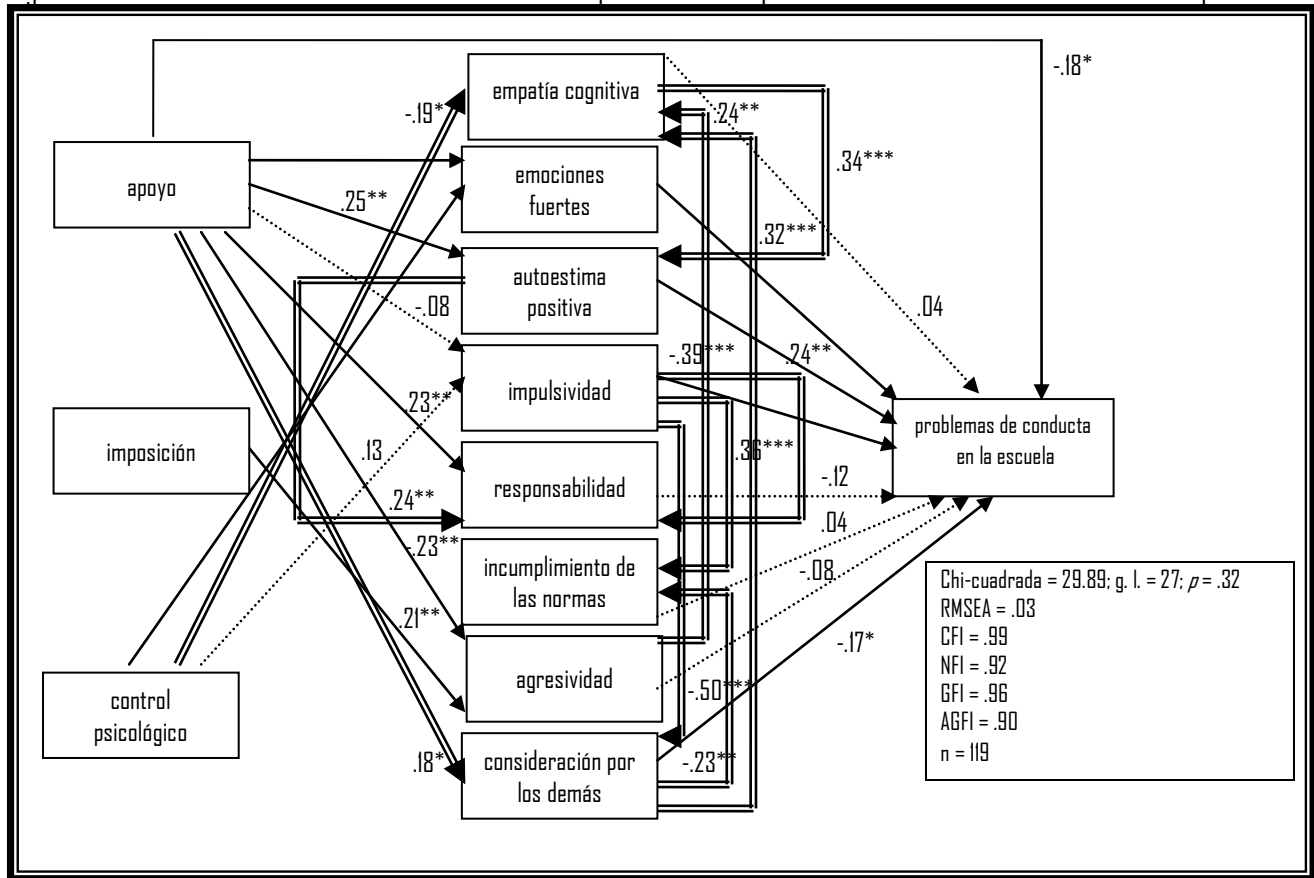 -.18*
empatía cognitiva
-.19*
.24**
.34***
apoyo
emociones
fuertes
.25**
.32***
autoestima
positiva
-.08
.04
-.39***
.24**
impulsividad
.23**
problemas de conducta
en la escuela
imposición
.13
.36***
responsabilidad
-.12
.24**
.04
-.23**
incumplimiento de
las normas
-.08
Chi-cuadrada = 29.89; g. l. = 27; p = .32
RMSEA = .03
CFI = .99
NFI = .92
GFI = .96
AGFI = .90
n = 119
.21**
-.17*
agresividad
-.50***
control
psicológico
.18*
consideración por
los demás
-.23**